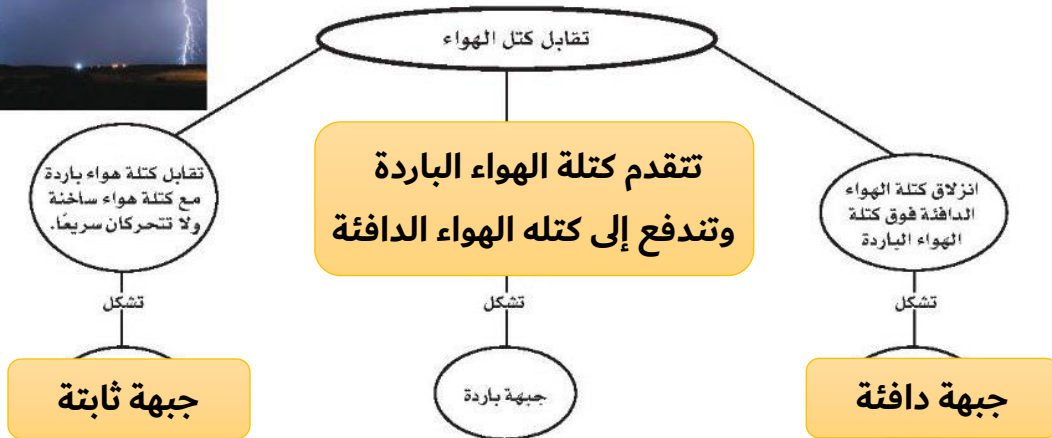 تقابل كتل الهواء
انزلاق كتلة الهواء
الدافئة فوق كتلة
الهواء الباردة
تشكل
جبهة دافئة
تتقدم كتلة الهواء الباردة
وتندفع إلى كتله الهواء الدافئة
تشكل
جبهة باردة
تقابل كتلة هواء باردة
مع كتلة هواء ساخنة
ولا تتحركان سريعًا.
تشكل
جبهة ثابتة